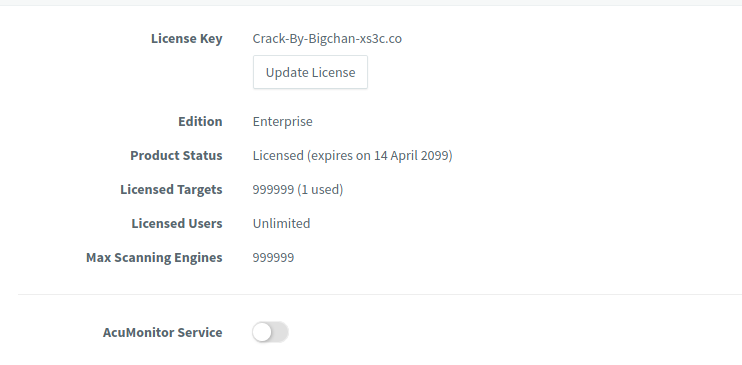 License Key Crack-By-Bigchan-xs3c.co
Update License
Edition Enterprise
Product Status Licensed (expires on 14 April 2099)
Licensed Targets 999999 (1 used)
Licensed Users Unlimited
Max Scanning Engines 999999
AcuMonitor Service